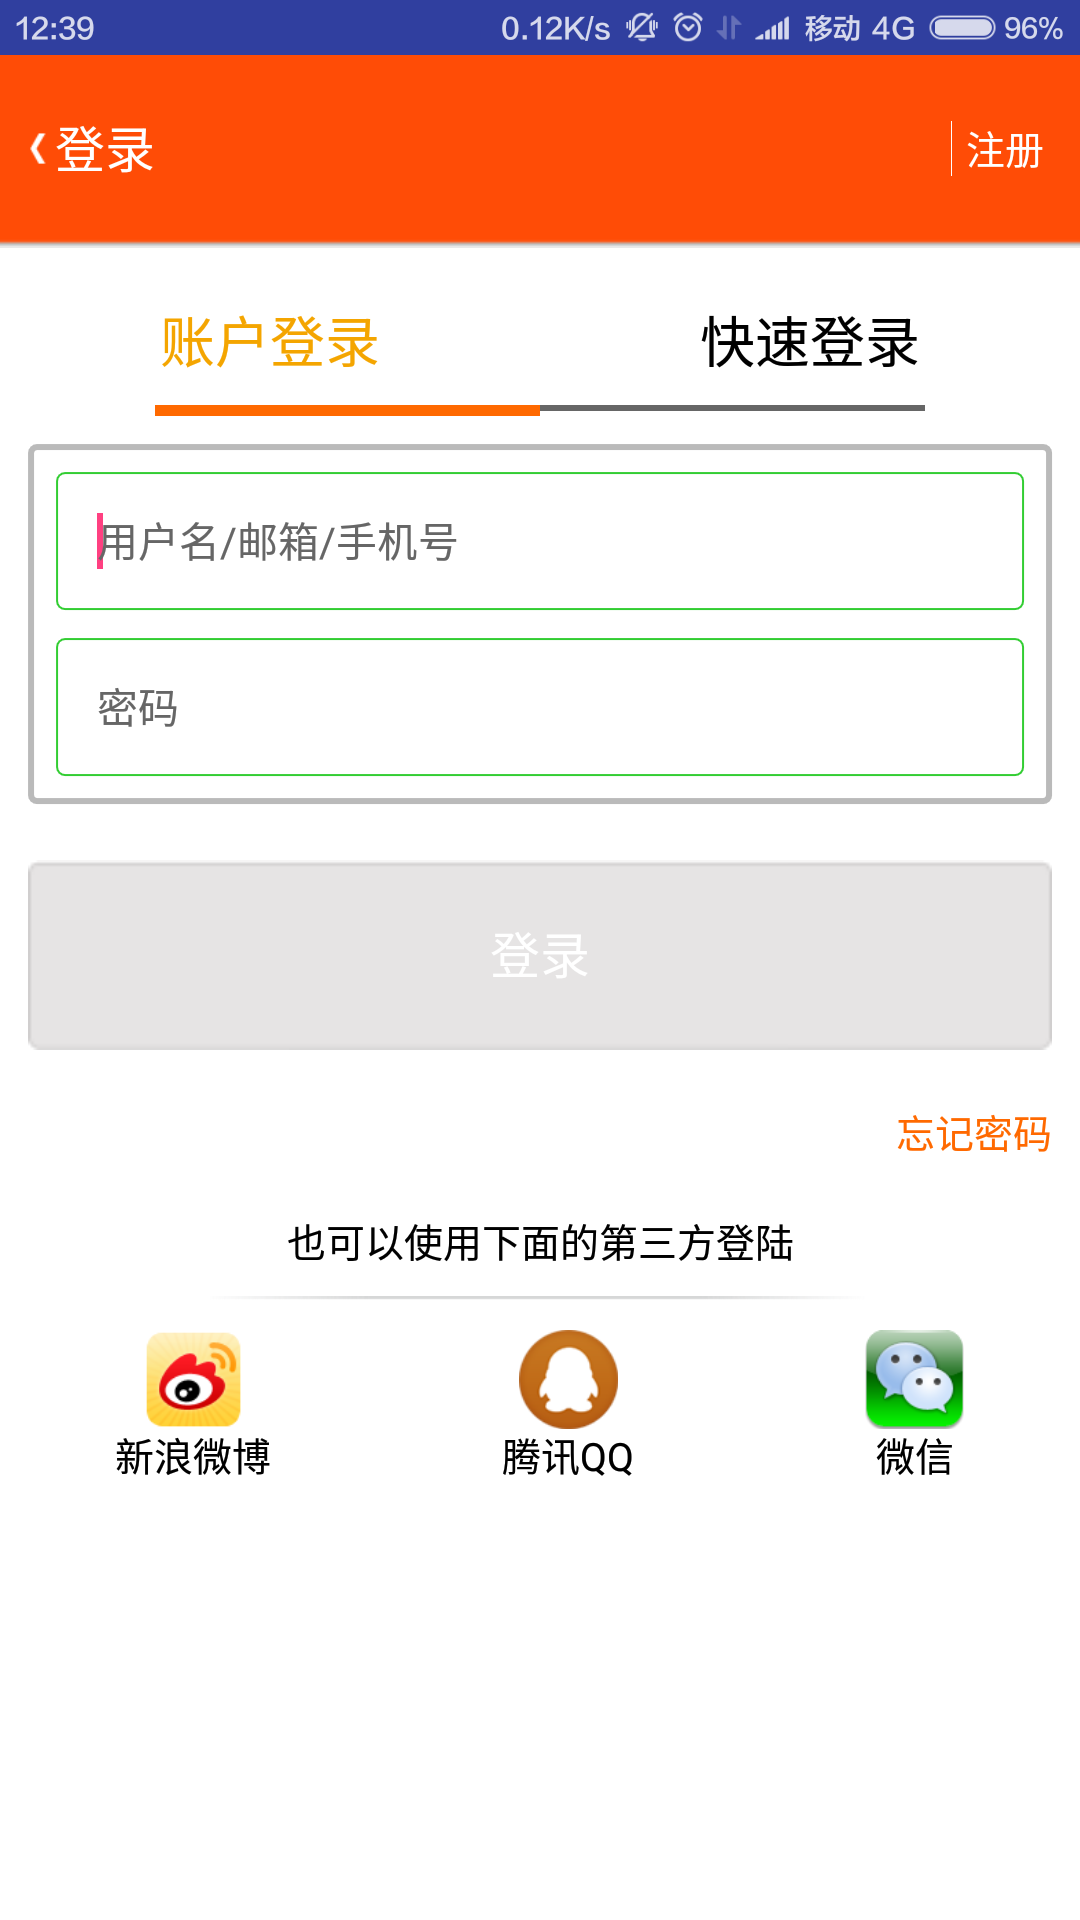 12:39 0.12K/s 移动 4G 96%
登录 注册
账户登录 快速登录
用户名/邮箱/手机号
密码
登录
忘记密码
也可以使用下面的第三方登陆
新浪微博 腾讯QQ 微信